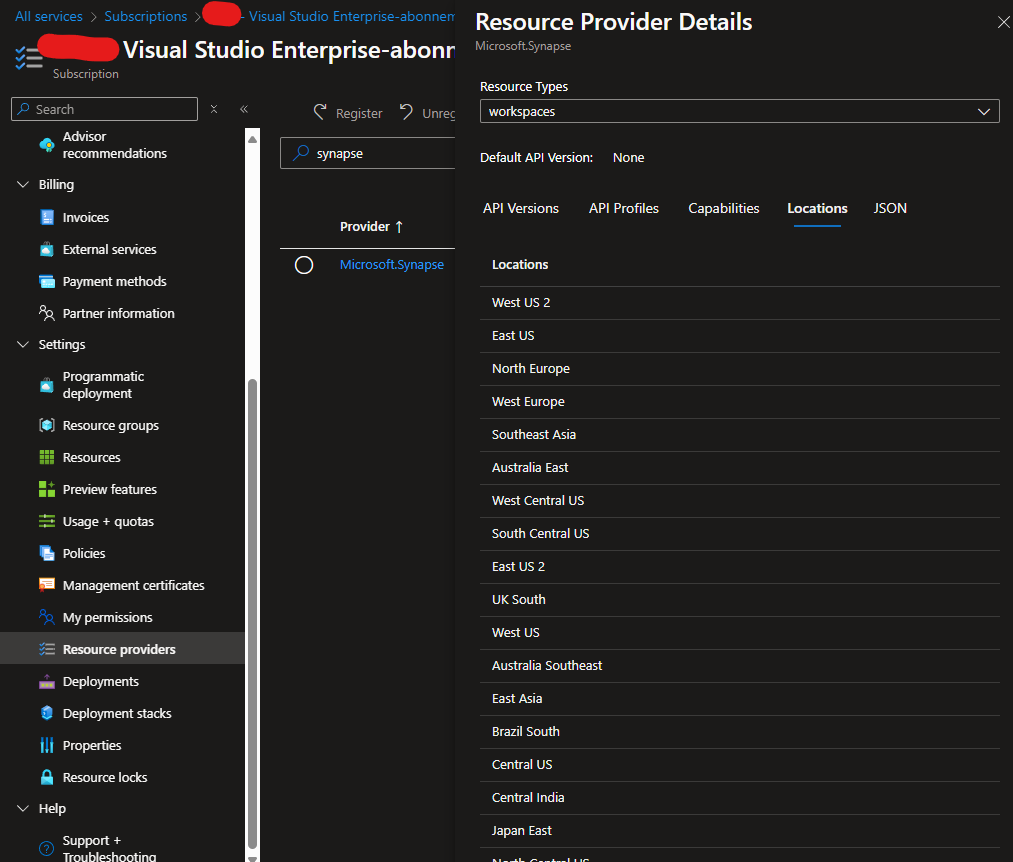 All services > Subscriptions > - Visual Studio Enterprise-abonnem
Visual Studio Enterprise-abonn
Subscription
Search
Advisor
recommendations
Billing
Invoices
External services
Payment methods
Partner information
Settings
Programmatic
deployment
Resource groups
Resources
Preview features
Usage + quotas
Policies
Management certificates
My permissions
Resource providers
Deployments
Deployment stacks
Properties
Resource locks
Help
Support +
Troubleshooting
Register
Unreg
synapse
Provider ↑
Microsoft.Synapse
Resource Provider Details
Microsoft.Synapse
Resource Types
workspaces
Default API Version: None
API Versions API Profiles Capabilities Locations JSON
Locations
West US 2
East US
North Europe
West Europe
Southeast Asia
Australia East
West Central US
South Central US
East US 2
UK South
West US
Australia Southeast
East Asia
Brazil South
Central US
Central India
Japan East
North Central US